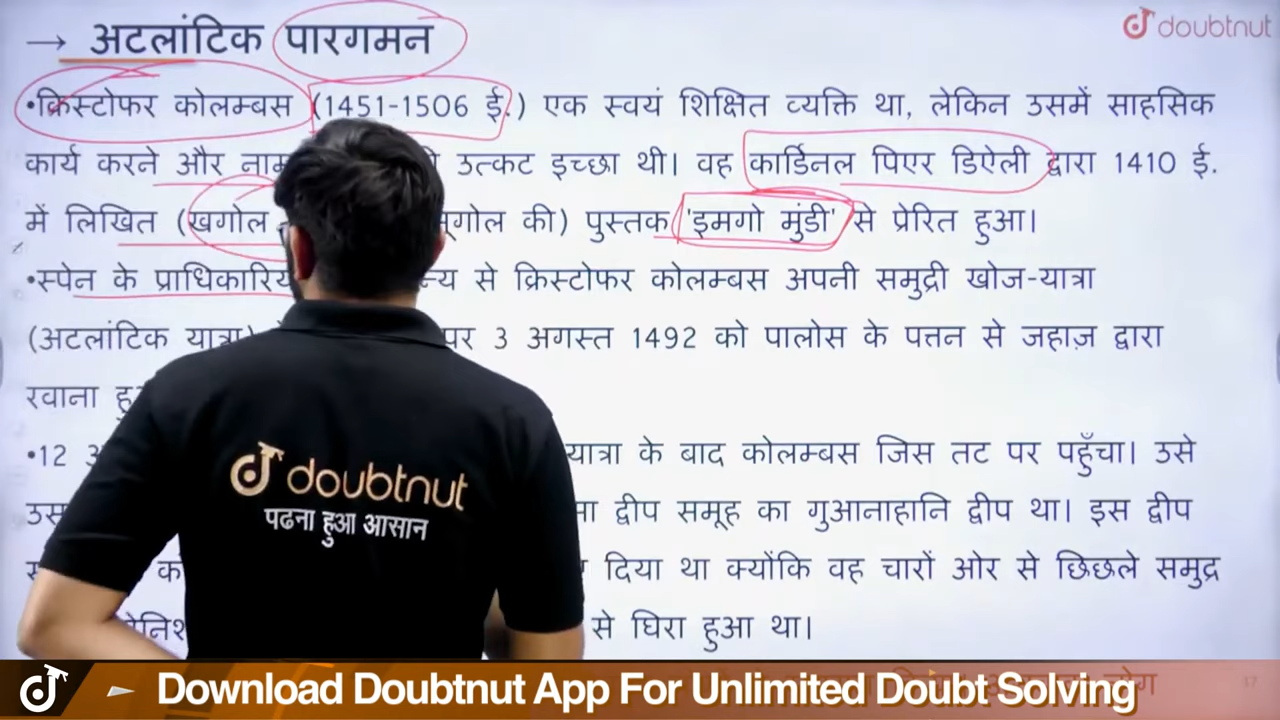 → अटलांटिक पारगमन
doubtnut
•क्रिस्टोफर कोलम्बस (1451-1506 ई.) एक स्वयं शिक्षित व्यक्ति था, लेकिन उसमें साहसिक
कार्य करने और नाम उत्कट इच्छा थी। वह कार्डिनल पिएर डिऐली द्वारा 1410 ई.
में लिखित (खगोल की) पुस्तक 'इमगो मुंडी' से प्रेरित हुआ।
•स्पेन के से क्रिस्टोफर कोलम्बस अपनी समुद्री खोज-यात्रा
(अटलांटिक यात्रा) पर 3 अगस्त 1492 को पालोस के पत्तन से जहाज़ द्वारा
रवाना
•12 यात्रा के बाद कोलम्बस जिस तट पर पहुँचा। उसे
द्वीप समूह का गुआनाहानि द्वीप था। इस द्वीप
दिया था क्योंकि वह चारों ओर से छिछले समुद्र
से घिरा हुआ था।
doubtnut
पढना हुआ आसान
Download Doubtnut App For Unlimited Doubt Solving
17